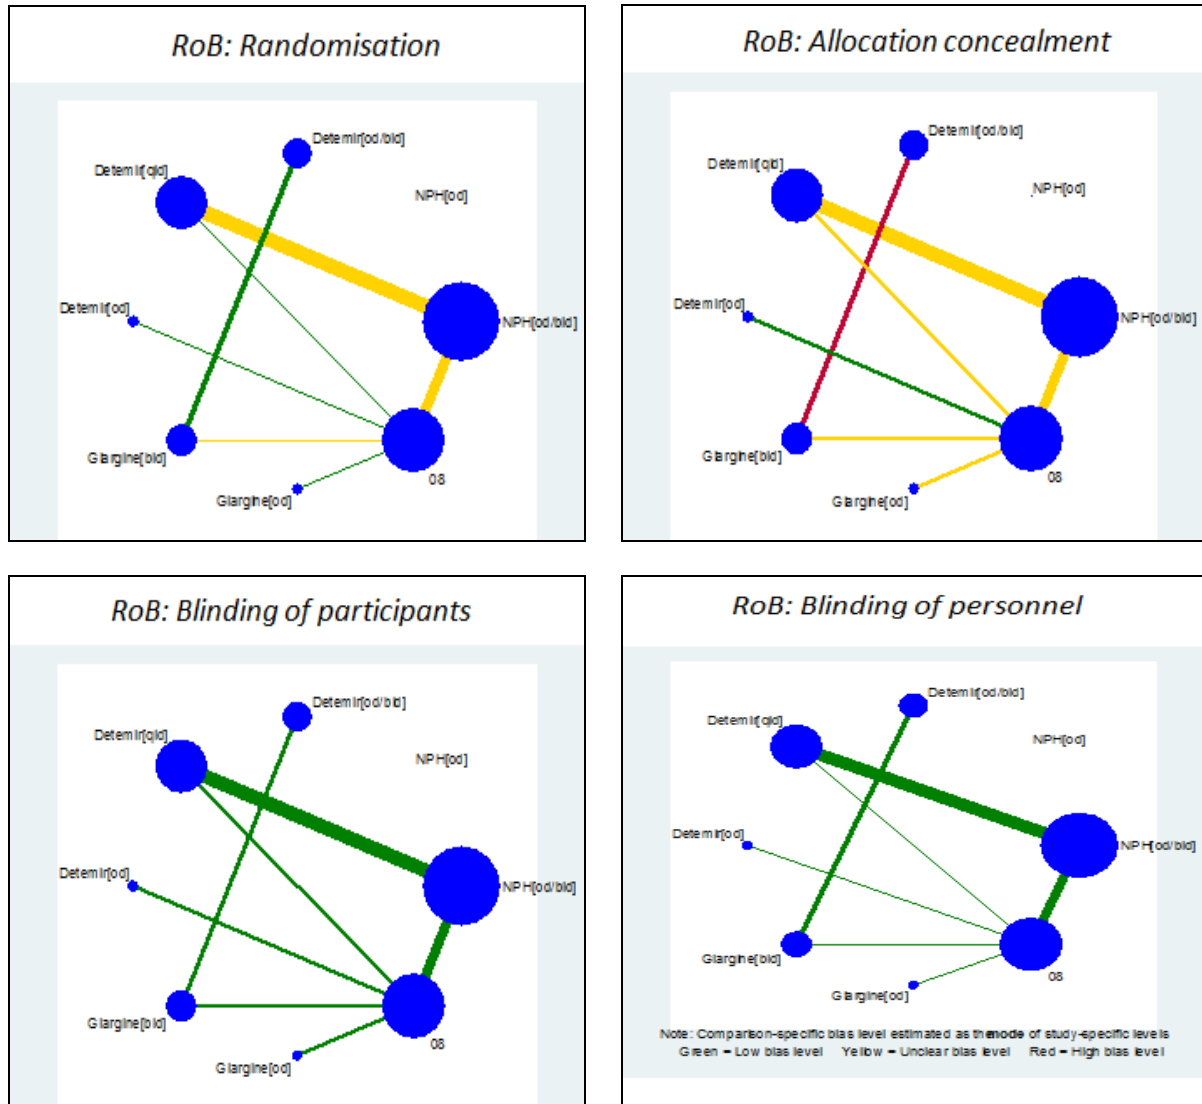 RoB: Randomisation
Detemir[od/bid]
Detemir[qid]
NPH[od]
Detemir[od]
NPH[od/bid]
Glargine[bid]
08
Glargine[od]
RoB: Allocation concealment
Detemir[od/bid]
Detemir[qid]
NPH[od]
Detemir[od]
NPH[od/bid]
Glargine[bid]
08
Glargine[od]
RoB: Blinding of participants
Detemir[od/bid]
Detemir[qid]
NPH[od]
Detemir[od]
NPH[od/bid]
Glargine[bid]
08
Glargine[od]
RoB: Blinding of personnel
Detemir[od/bid]
Detemir[qid]
NPH[od]
Detemir[od]
NPH[od/bid]
Glargine[bid]
08
Glargine[od]
Note: Comparison-specific bias level estimated as the mode of study-specific levels
Green = Low bias level Yellow = Unclear bias level Red = High bias level